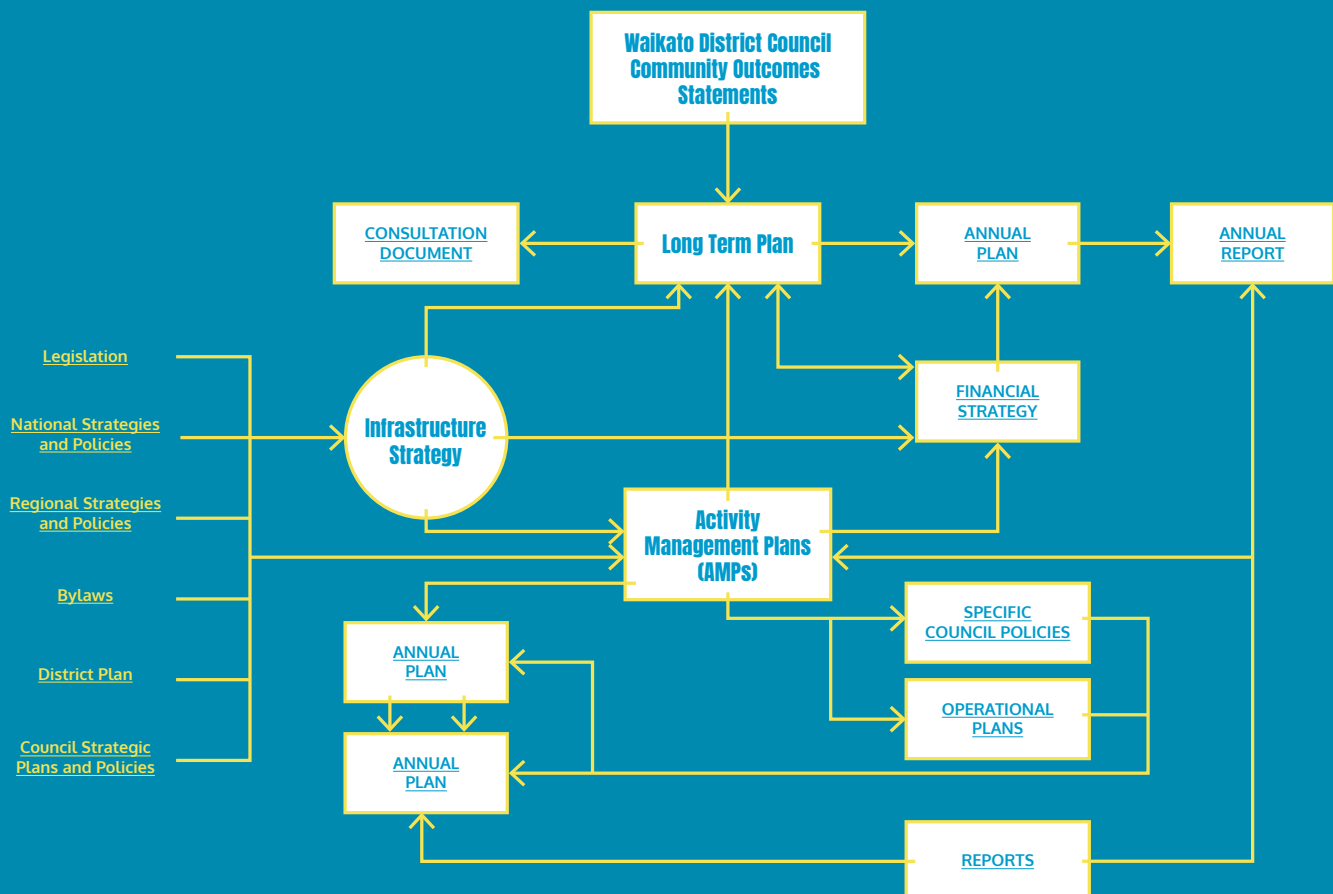 Waikato District Council
Community Outcomes
Statements
CONSULTATION
DOCUMENT
Long Term Plan
ANNUAL
PLAN
ANNUAL
REPORT
Legislation
National Strategies
and Policies
Regional Strategies
and Policies
Bylaws
District Plan
Council Strategic
Plans and Policies
Infrastructure
Strategy
FINANCIAL
STRATEGY
Activity
Management Plans
(AMPs)
ANNUAL
PLAN
ANNUAL
PLAN
SPECIFIC
COUNCIL POLICIES
OPERATIONAL
PLANS
REPORTS